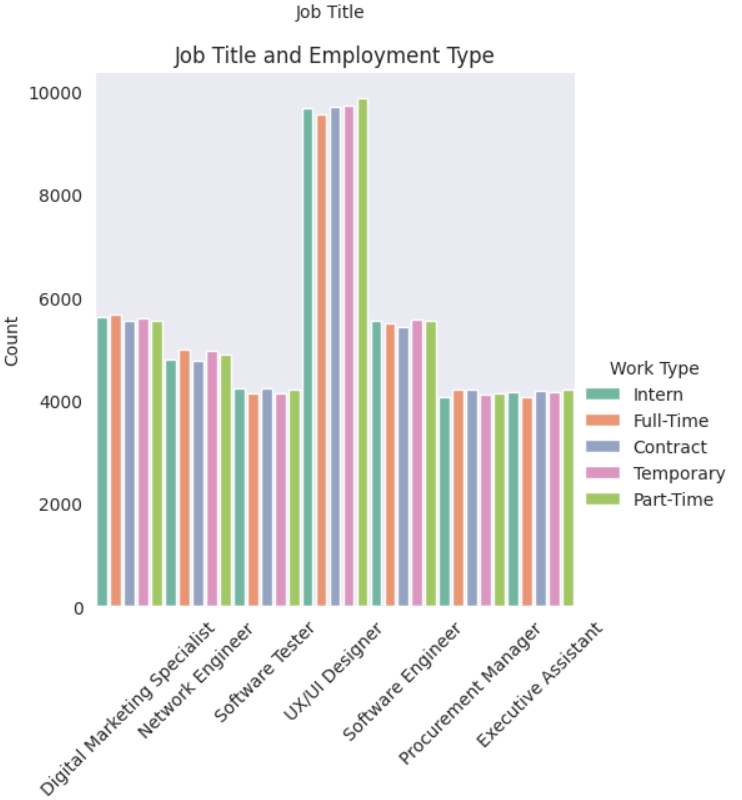 Job Title
Job Title and Employment Type
10000
8000
6000
4000
2000
0
Count
Work Type
Intern
Full-Time
Contract
Temporary
Part-Time
Digital Marketing Specialist
Network Engineer
Software Tester
UX/UI Designer
Software Engineer
Procurement Manager
Executive Assistant